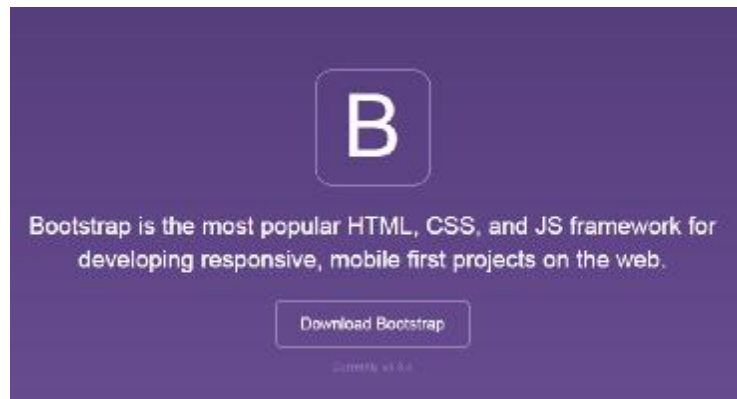 B
Bootstrap is the most popular HTML, CSS, and JS framework for
developing responsive, mobile first projects on the web.
Download Bootstrap
Currently